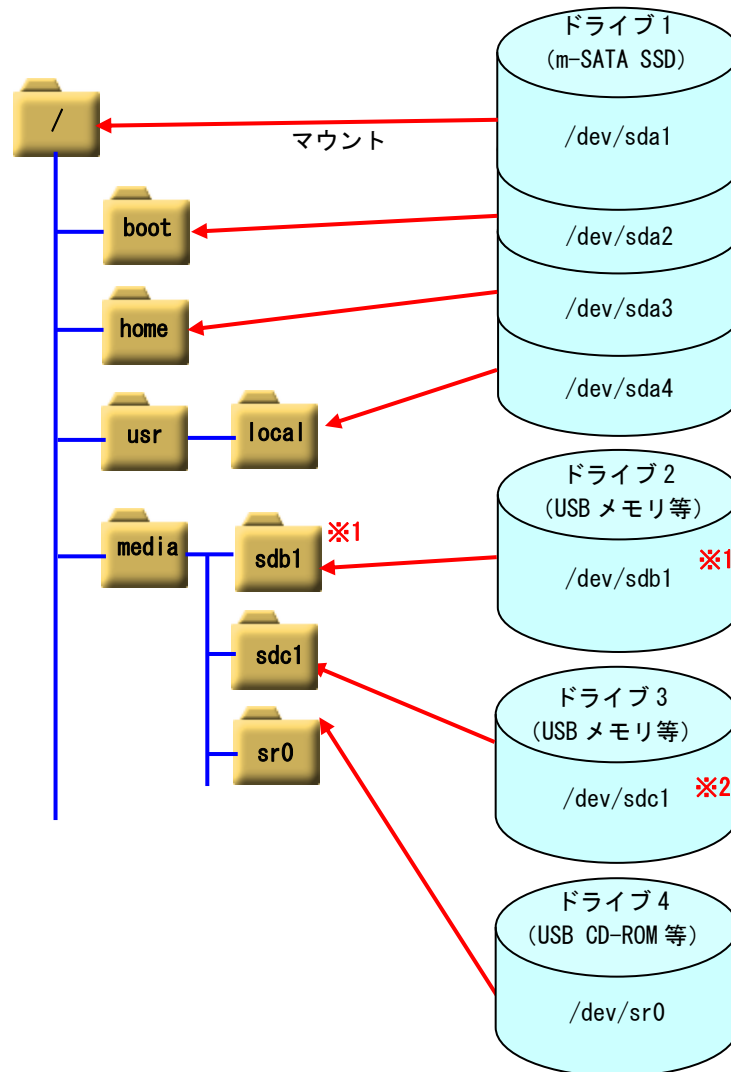 ドライブ1
(m-SATA SSD)
/
マウント
/dev/sda1
boot
/dev/sda2
home
/dev/sda3
usr
local
/dev/sda4
ドライブ2
(USB メモリ等)
media
sdb1
※1
/dev/sdb1
※1
sdc1
ドライブ3
(USB メモリ等)
sr0
/dev/sdc1
※2
ドライブ4
(USB CD-ROM 等)
/dev/sr0